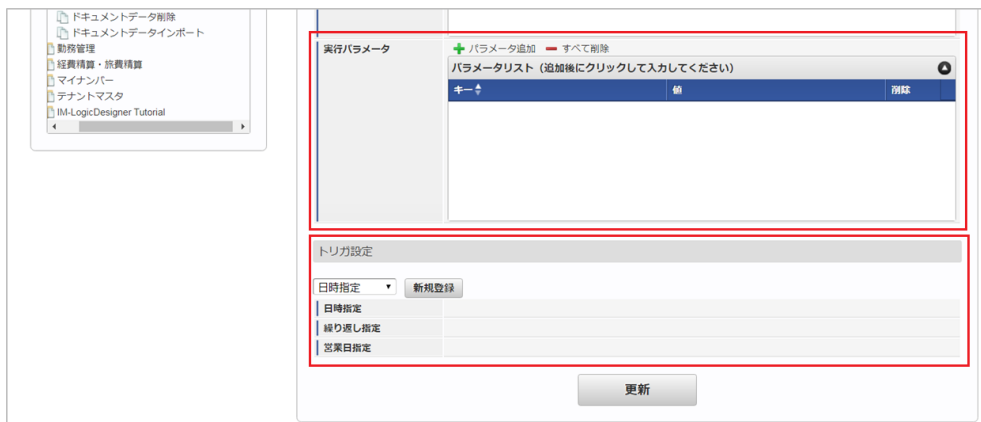 ドキュメントデータ削除
ドキュメントデータインポート
勤務管理
経費精算・旅費精算
マイナンバー
テナントマスタ
IM-LogicDesigner Tutorial
実行パラメータ
パラメータ追加 すべて削除
パラメータリスト（追加後にクリックして入力してください）
キー 値 削除
トリガ設定
日時指定 新規登録
日時指定
繰り返し指定
営業日指定
更新